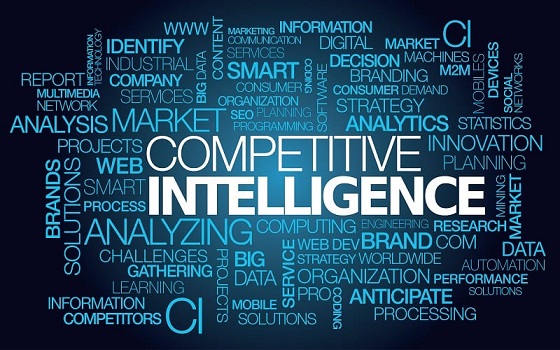 WWW
CONTENT
MARKETING
COMMUNICATION
SERVICES
INFORMATION
DIGITAL
MARKET
CI
INFORMATION
TECHNOLOGY
IDENTIFY
INDUSTRIAL
BIG DATA
SMART
CODING
SOFTWARE
DECISION
BRANDING
MACHINES
M2M
MOBILES
DEVICES
SOCIAL
NETWORKS
REPORT
MULTIMEDIA
NETWORK
COMPANY
SERVICES
CONSUMER
CONSUMER DEMAND
ORGANIZATION
STRATEGY
ANALYSIS
MARKET
SEO
PLANNING
PROGRAMMING
ANALYTICS
STATISTICS
PROJECTS
COMPETITIVE
INNOVATION
PLANNING
BRANDS
SOLUTIONS
WEB
SMART
PROCESS
INTELLIGENCE
MINING
MARKET
ANALYZING
COMPUTING
ENGINEERING
RESEARCH
WEB DEV
BRAND
COM
DATA
CHALLENGES
GATHERING
LEARNING
PROJECTS
BIG
DATA
SERVICE
STRATEGY
WORLDWIDE
AUTOMATION
ORGANIZATION
PERFORMANCE
SOLUTIONS
INFORMATION
COMPETITORS
CI
MOBILE
SOLUTIONS
PRO
CODING
ANTICIPATE
PROCESSING